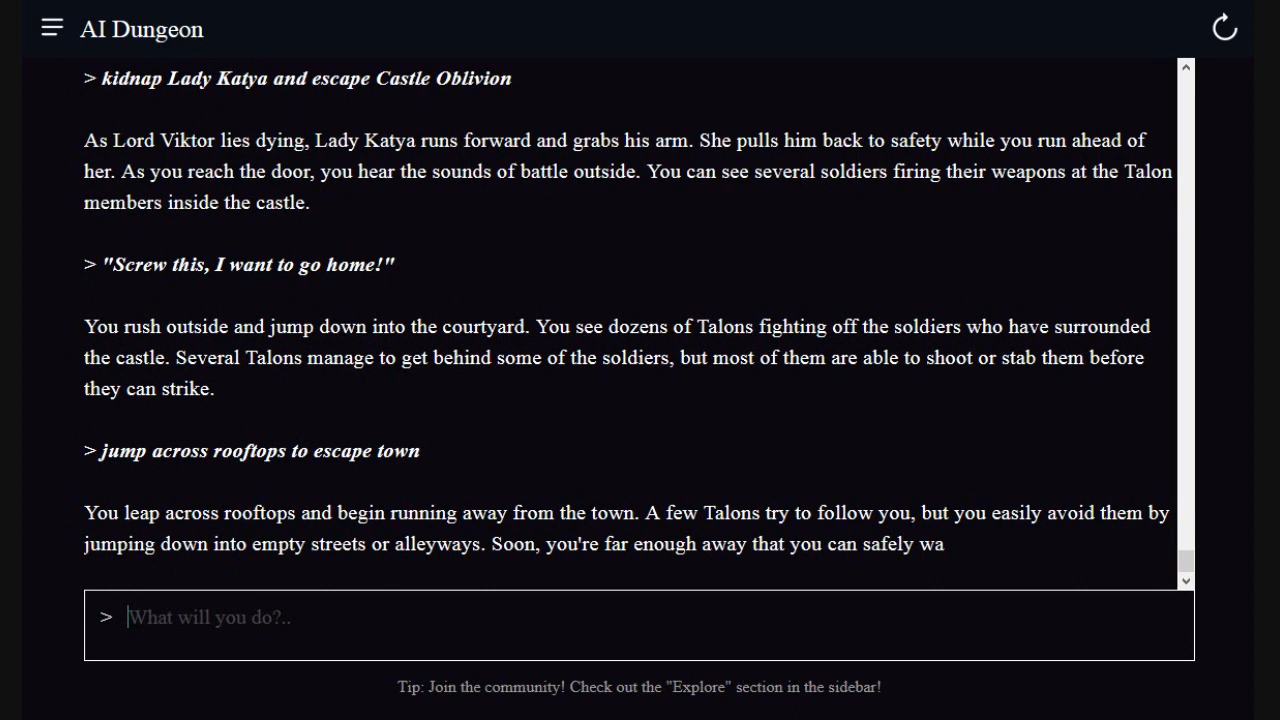 AI Dungeon
> kidnap Lady Katya and escape Castle Oblivion
As Lord Viktor lies dying, Lady Katya runs forward and grabs his arm. She pulls him back to safety while you run ahead of
her. As you reach the door, you hear the sounds of battle outside. You can see several soldiers firing their weapons at the Talon
members inside the castle.
> "Screw this, I want to go home!"
You rush outside and jump down into the courtyard. You see dozens of Talons fighting off the soldiers who have surrounded
the castle. Several Talons manage to get behind some of the soldiers, but most of them are able to shoot or stab them before
they can strike.
> jump across rooftops to escape town
You leap across rooftops and begin running away from the town. A few Talons try to follow you, but you easily avoid them by
jumping down into empty streets or alleyways. Soon, you're far enough away that you can safely wa
> What will you do?..
Tip: Join the community! Check out the "Explore" section in the sidebar!